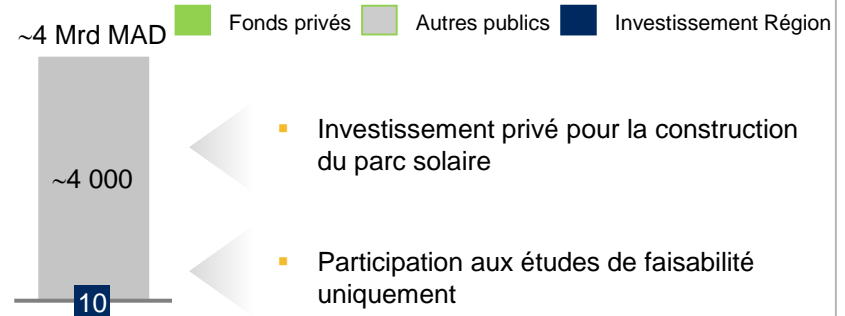 ~4 Mrd MAD
Fonds privés
Autres publics
Investissement Région
~4 000
10
▪ Investissement privé pour la construction
du parc solaire
▪ Participation aux études de faisabilité
uniquement